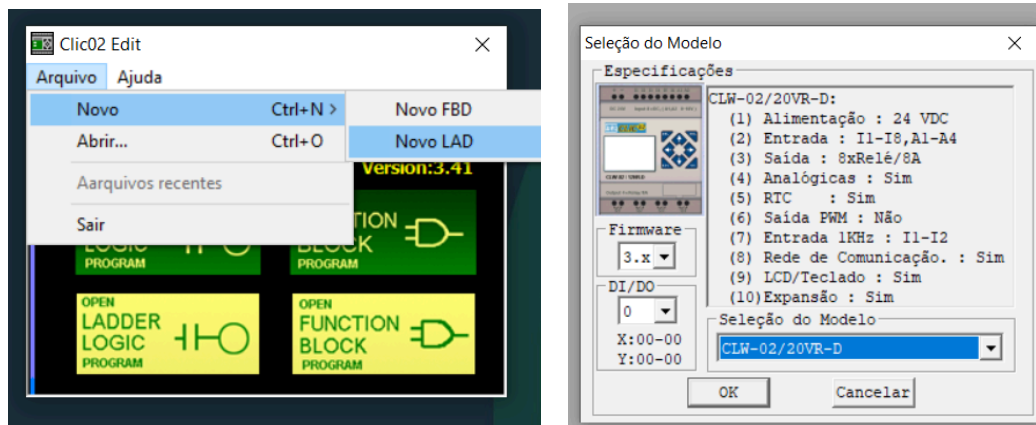 Clic02 Edit
Arquivo Ajuda
Novo Ctrl+N >
Novo FBD
Abrir... Ctrl+O
Novo LAD
Aarquivos recentes
Sair
Version:3.41
LOGIC
PROGRAM
TION
BLOCK
PROGRAM
OPEN
LADDER
LOGIC
PROGRAM
OPEN
FUNCTION
BLOCK
PROGRAM
Seleção do Modelo
Especificações
CLW-02/20VR-D:
(1) Alimentação : 24 VDC
(2) Entrada : I1-I8,A1-A4
(3) Saída : 8xRelé/8A
(4) Analógicas : Sim
(5) RTC : Sim
(6) Saída PWM : Não
(7) Entrada 1KHz : I1-I2
(8) Rede de Comunicação. : Sim
(9) LCD/Teclado : Sim
(10)Expansão : Sim
Firmware
3.x
DI/DO
0
X:00-00
Y:00-00
Seleção do Modelo
CLW-02/20VR-D
OK
Cancelar